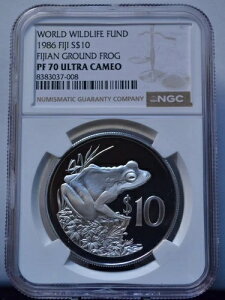 WORLD WILDLIFE FUND
1986 FIJI S$10
FIJIAN GROUND FROG
PF 70 ULTRA CAMEO
8383037-008
NUMISMATIC GUARANTY COMPANY
NGC
$10